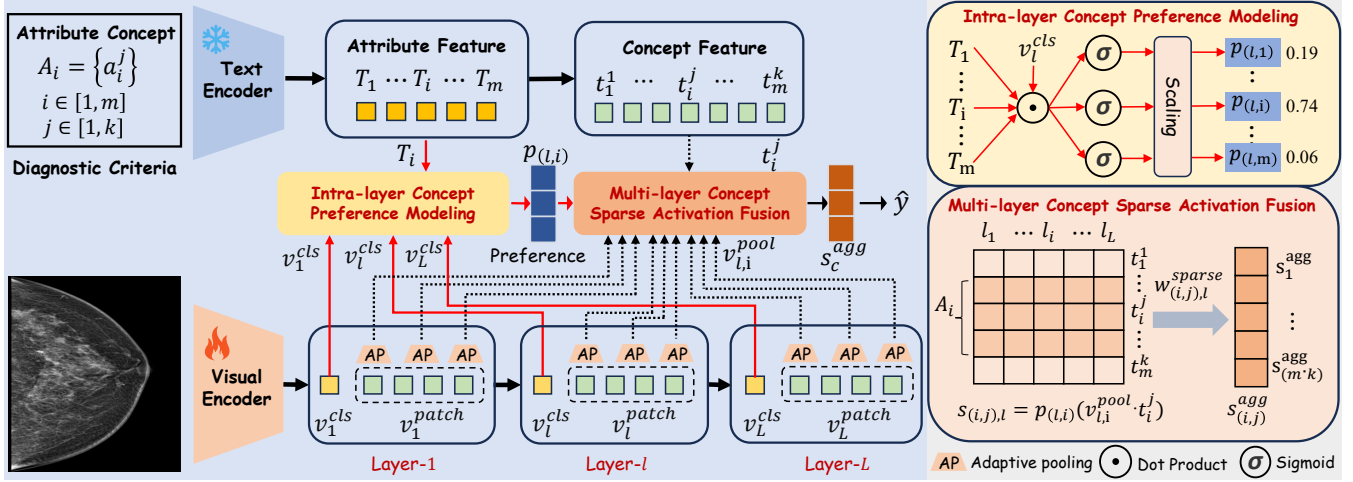 Attribute Concept
A_i = {a_i^j}
i ∈ [1, m]
j ∈ [1, k]
Diagnostic Criteria
Text
Encoder
Attribute Feature
T_1 ⋯ T_i ⋯ T_m
Concept Feature
t_1^1 ⋯ t_i^j ⋯ t_m^k
T_i
p_(l,i)
t_i^j
Intra-layer Concept
Preference Modeling
Preference
Multi-layer Concept
Sparse Activation Fusion
s_c^agg
ŷ
v_1^cls
v_l^cls
v_L^cls
v_{l,i}^pool
Visual
Encoder
AP AP AP
v_1^cls v_1^patch
Layer-1
AP AP AP
v_l^cls v_l^patch
Layer-l
AP AP AP
v_L^cls v_L^patch
Layer-L
Intra-layer Concept Preference Modeling
T_1
⋮
T_i
⋮
T_m
v_l^cls
σ
σ
σ
Scaling
p_(l,1) 0.19
p_(l,i) 0.74
⋮
p_(l,m) 0.06
Multi-layer Concept Sparse Activation Fusion
l_1 ⋯ l_i ⋯ l_L
A_i
t_1^1
⋮
t_i^j
⋮
t_m^k
w_{(i,j),l}^sparse
s_1^agg
⋮
s_(m·k)^agg
s_{(i,j),l} = p_(l,i)(v_{l,i}^pool · t_i^j)
s_(i,j)^agg
AP Adaptive pooling
Dot Product
σ Sigmoid